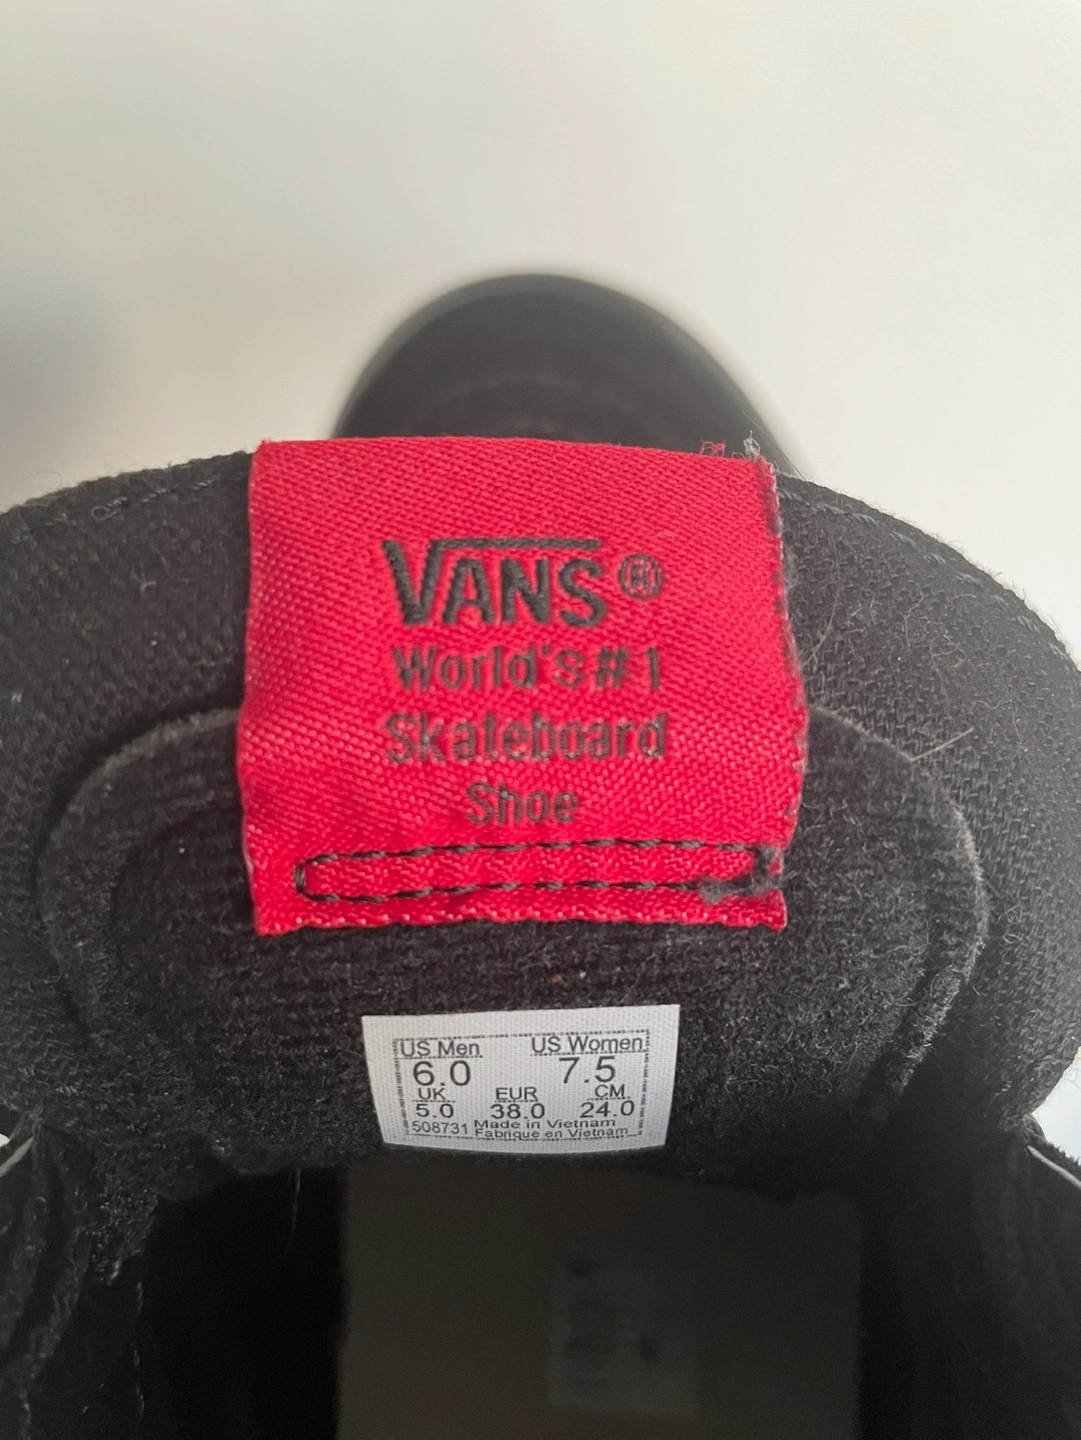 VANS®
World's #1
Skateboard
Shoe
US Men US Women
6.0 7.5
UK EUR CM
5.0 38.0 24.0
508731 Made in Vietnam
Fabrique en Vietnam